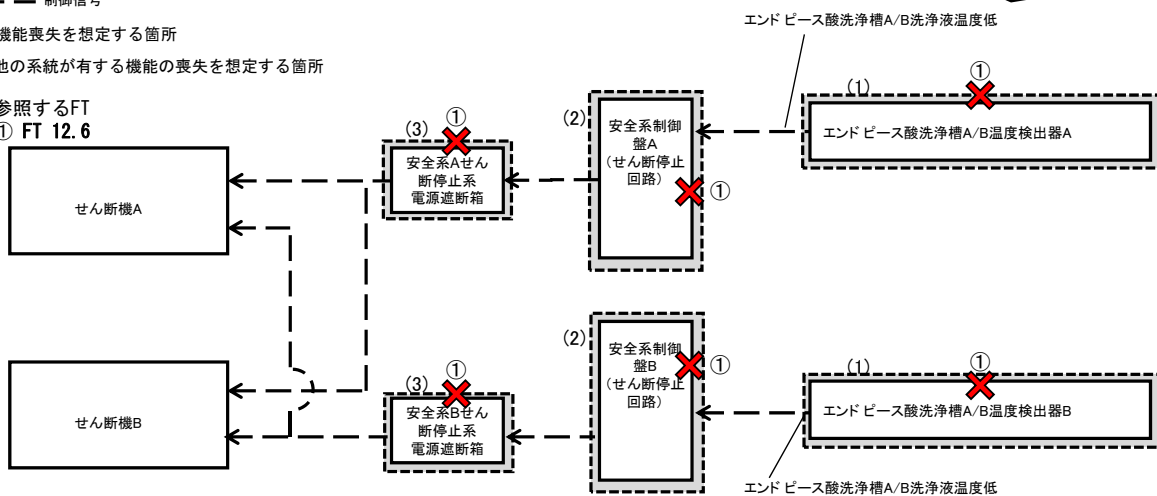 制御信号
機能喪失を想定する箇所
他の系統が有する機能の喪失を想定する箇所
参照するFT
① FT 12.6
エンドピース酸洗浄槽A/B洗浄液温度低
(1)
①
エンドピース酸洗浄槽A/B温度検出器A
(2)
安全系制御
盤A
(せん断停止
回路)
①
(3)
①
安全系Aせん
断停止系
電源遮断箱
せん断機A
(2)
安全系制御
盤B
(せん断停止
回路)
①
(1)
①
エンドピース酸洗浄槽A/B温度検出器B
(3)
①
安全系Bせん
断停止系
電源遮断箱
せん断機B
エンドピース酸洗浄槽A/B洗浄液温度低